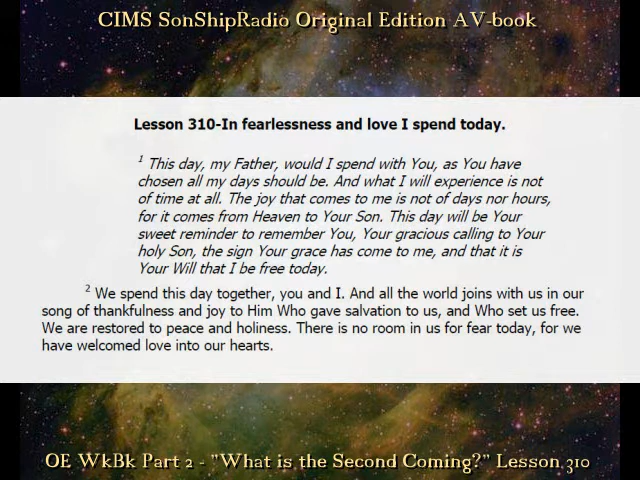 CIMS SonShipRadio Original Edition AV-book
Lesson 310-In fearlessness and love I spend today.
1 This day, my Father, would I spend with You, as You have
chosen all my days should be. And what I will experience is not
of time at all. The joy that comes to me is not of days nor hours,
for it comes from Heaven to Your Son. This day will be Your
sweet reminder to remember You, Your gracious calling to Your
holy Son, the sign Your grace has come to me, and that it is
Your Will that I be free today.
2 We spend this day together, you and I. And all the world joins with us in our
song of thankfulness and joy to Him Who gave salvation to us, and Who set us free.
We are restored to peace and holiness. There is no room in us for fear today, for we
have welcomed love into our hearts.
OE WkBk Part 2 - "What is the Second Coming?" Lesson 310